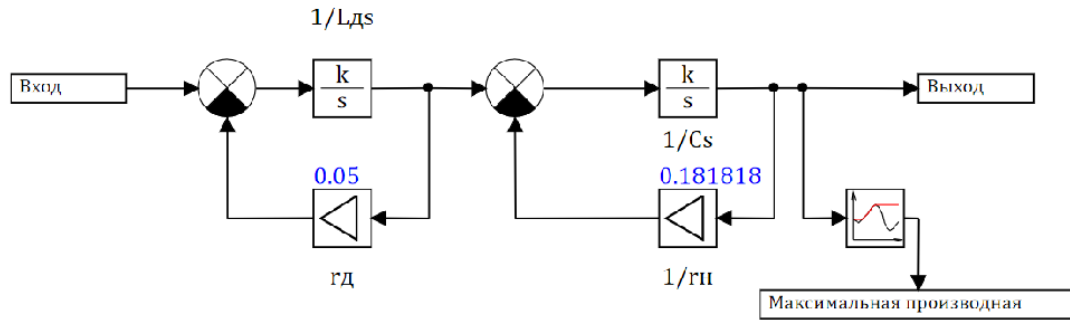 1/Lдs
Вход
k
s
k
s
Выход
1/Cs
0.05
0.181818
rд
1/rн
Максимальная производная